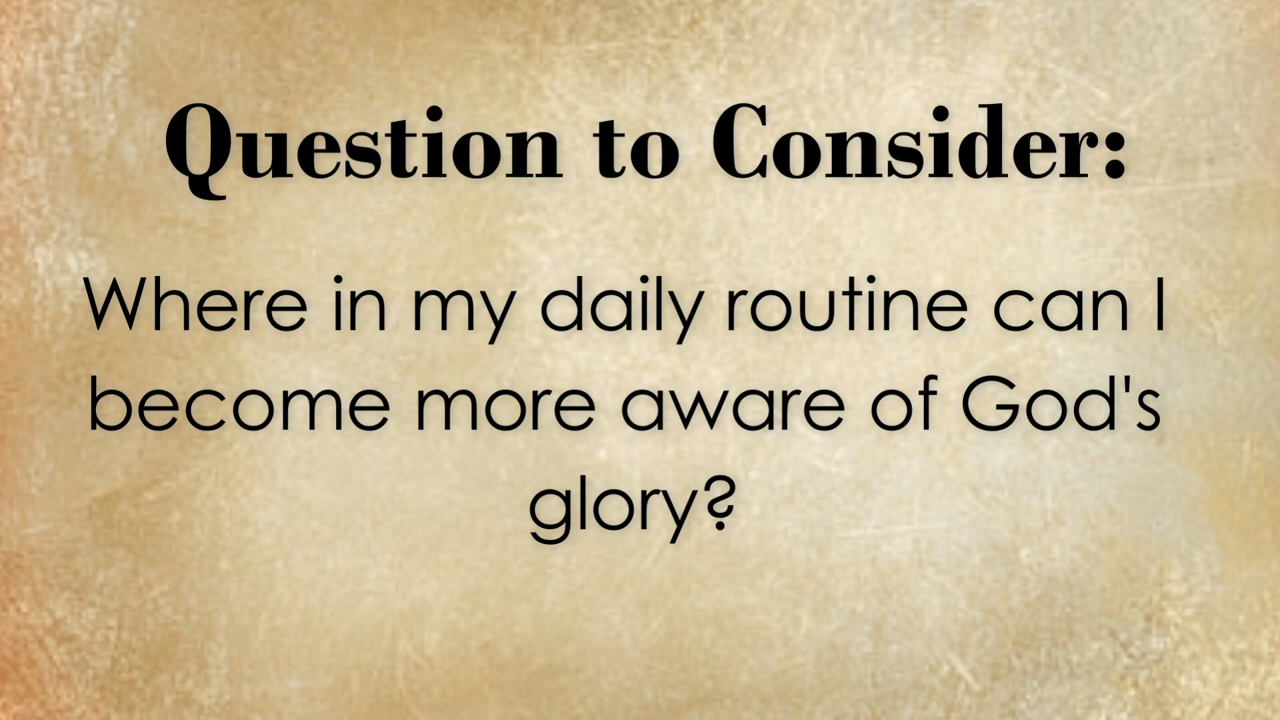 Question to Consider:
Where in my daily routine can I
become more aware of God's
glory?